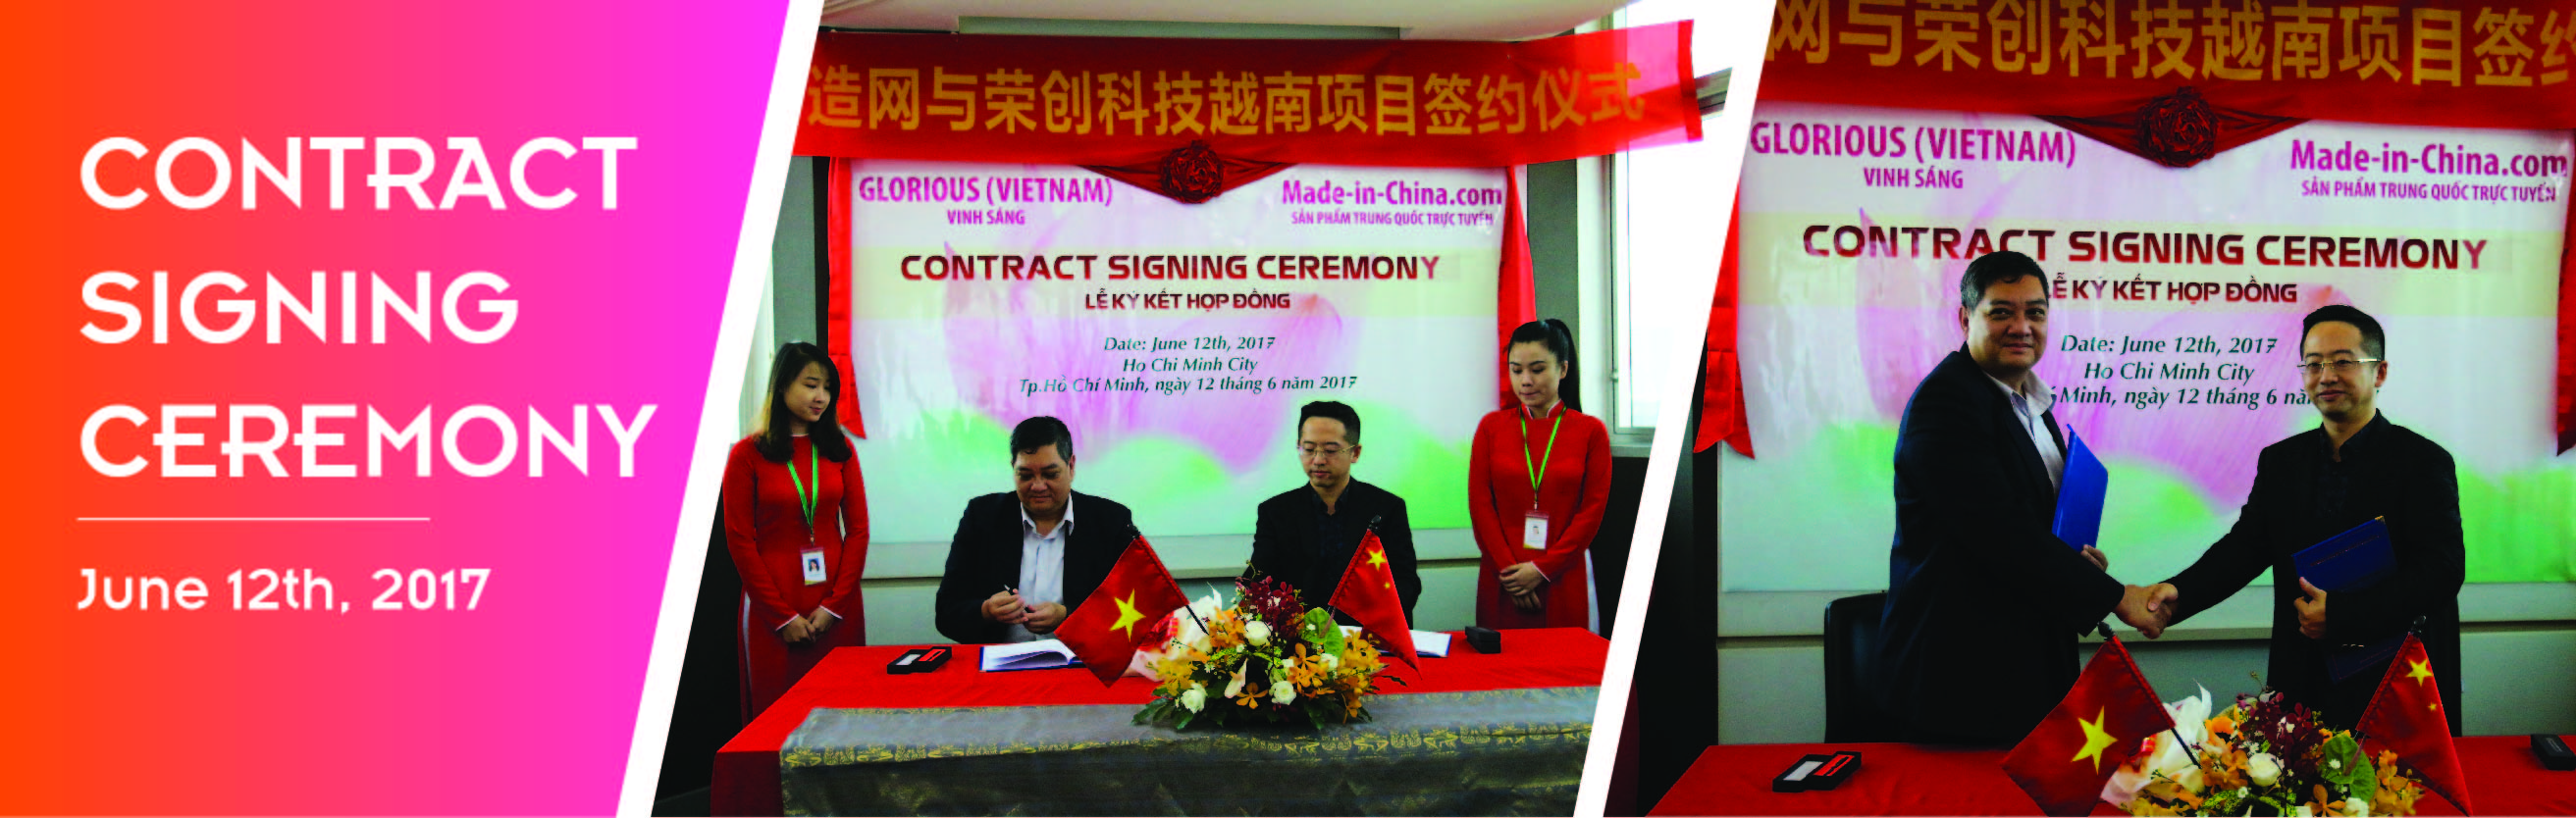 CONTRACT
SIGNING
CEREMONY
June 12th, 2017
造网与荣创科技越南项目签约仪式
GLORIOUS (VIETNAM)
VINH SÁNG
Made-in-China.com
SẢN PHẨM TRUNG QUỐC TRỰC TUYẾN
CONTRACT SIGNING CEREMONY
LỄ KÝ KẾT HỢP ĐỒNG
Date: June 12th, 2017
Ho Chi Minh City
Tp.Hồ Chí Minh, ngày 12 tháng 6 năm 2017
网与荣创科技越南项目签约
GLORIOUS (VIETNAM)
VINH SÁNG
Made-in-China.com
SẢN PHẨM TRUNG QUỐC TRỰC TUYẾN
CONTRACT SIGNING CEREMONY
LỄ KÝ KẾT HỢP ĐỒNG
Date: June 12th, 2017
Ho Chi Minh City
Minh, ngày 12 tháng 6 nă